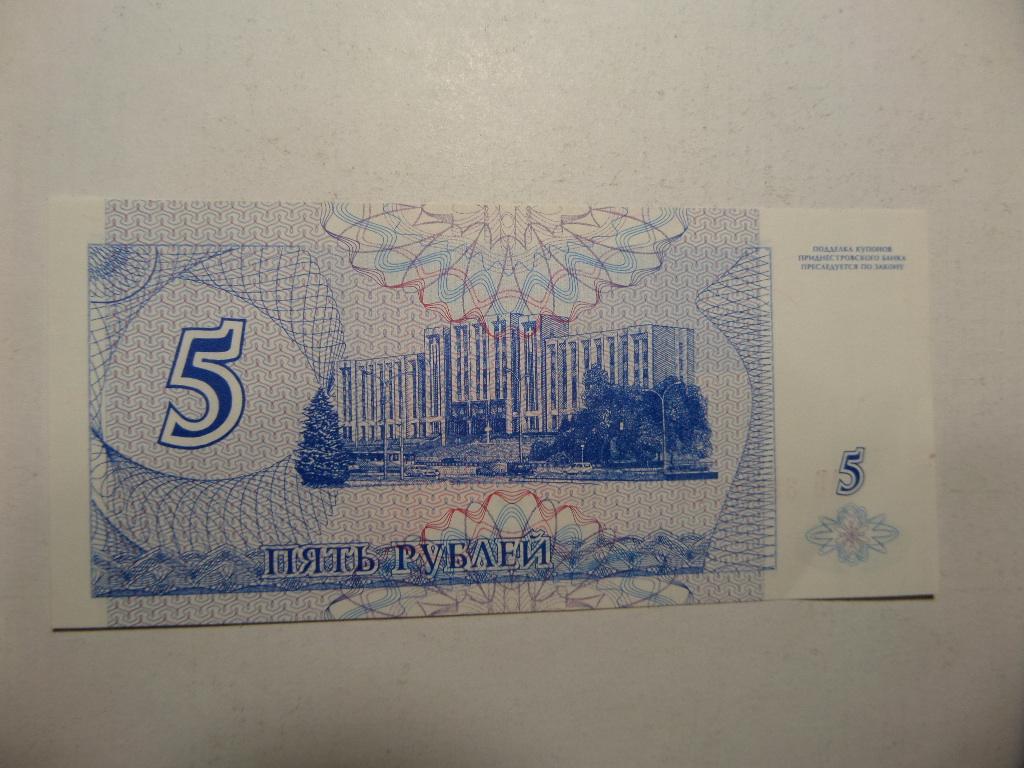 ПОДДЕЛКА КУПОНОВ
ПРИДНЕСТРОВСКОГО БАНКА
ПРЕСЛЕДУЕТСЯ ПО ЗАКОНУ
5
5
ПЯТЬ РУБЛЕЙ